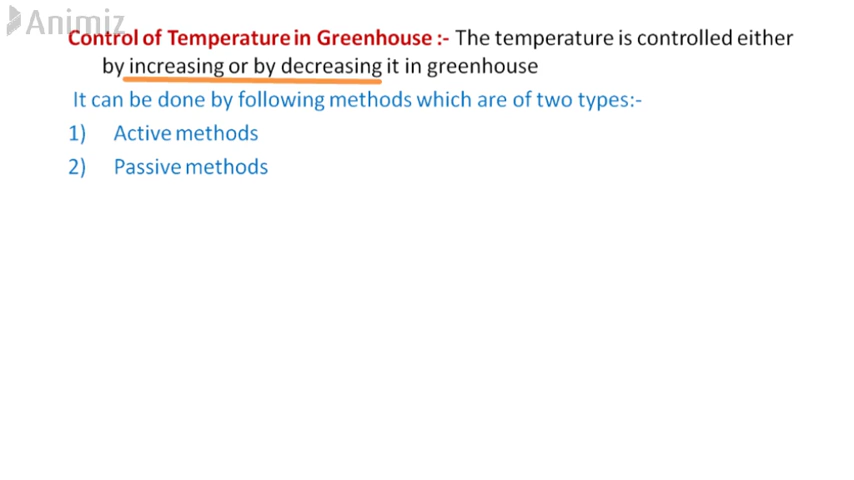 Animiz
Control of Temperature in Greenhouse :- The temperature is controlled either
by increasing or by decreasing it in greenhouse
It can be done by following methods which are of two types:-
1) Active methods
2) Passive methods